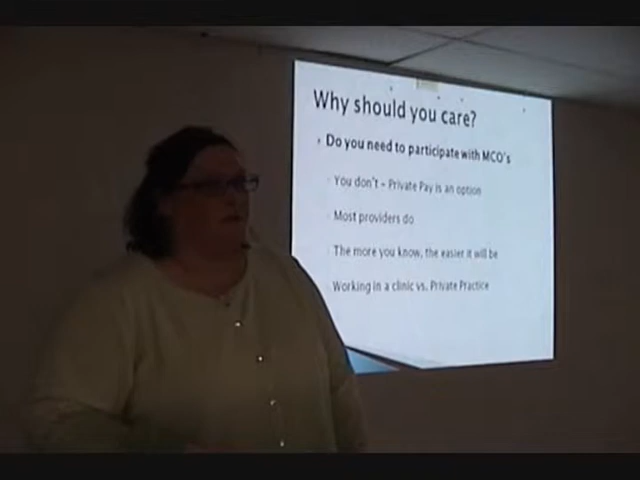 Why should you care?
Do you need to participate with MCO's
You don't – Private Pay is an option
Most providers do
The more you know, the easier it will be
Working in a clinic vs. Private Practice